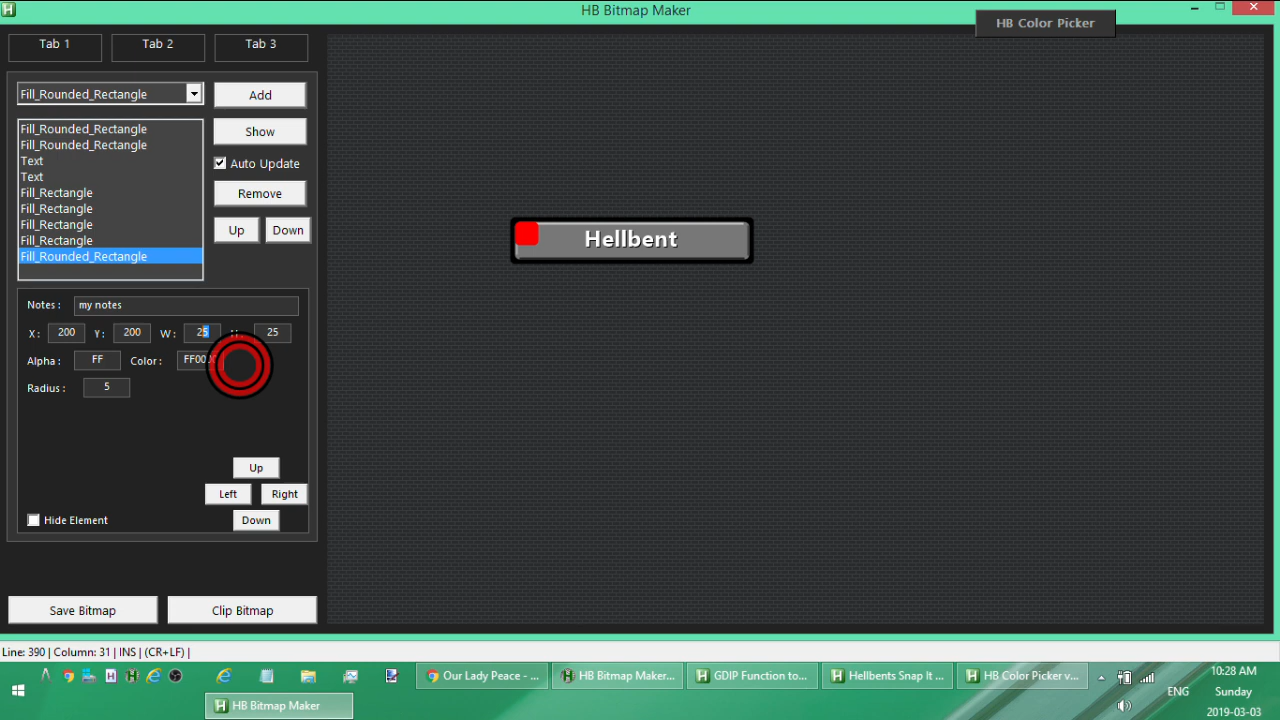 HB Bitmap Maker
HB Color Picker
Tab 1 Tab 2 Tab 3
Fill_Rounded_Rectangle Add
Fill_Rounded_Rectangle
Fill_Rounded_Rectangle
Text
Text
Fill_Rectangle
Fill_Rectangle
Fill_Rectangle
Fill_Rectangle
Fill_Rounded_Rectangle
Show
Auto Update
Remove
Up Down
Hellbent
Notes : my notes
X : 200 Y : 200 W : 25 25
Alpha : FF Color : FF00
Radius : 5
Up
Left Right
Hide Element Down
Save Bitmap Clip Bitmap
Line: 390 | Column: 31 | INS | (CR+LF) |
Our Lady Peace - ... HB Bitmap Maker... GDIP Function to... Hellbents Snap It ... HB Color Picker v...
HB Bitmap Maker
ENG
10:28 AM
Sunday
2019-03-03